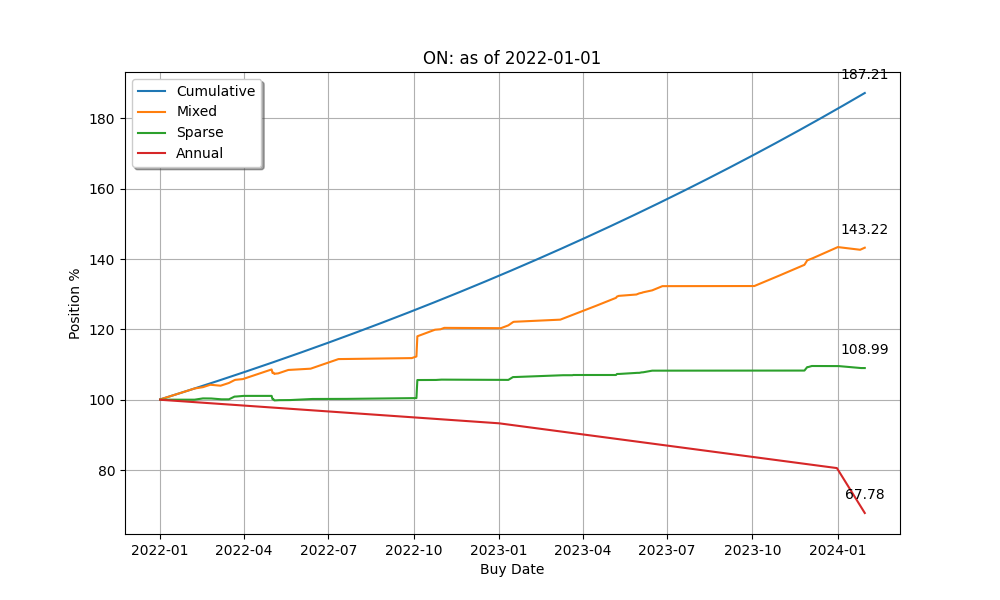 ON: as of 2022-01-01
187.21
Cumulative
Mixed
Sparse
Annual
143.22
108.99
67.78
180
160
140
120
100
80
Position %
2022-01 2022-04 2022-07 2022-10 2023-01 2023-04 2023-07 2023-10 2024-01
Buy Date